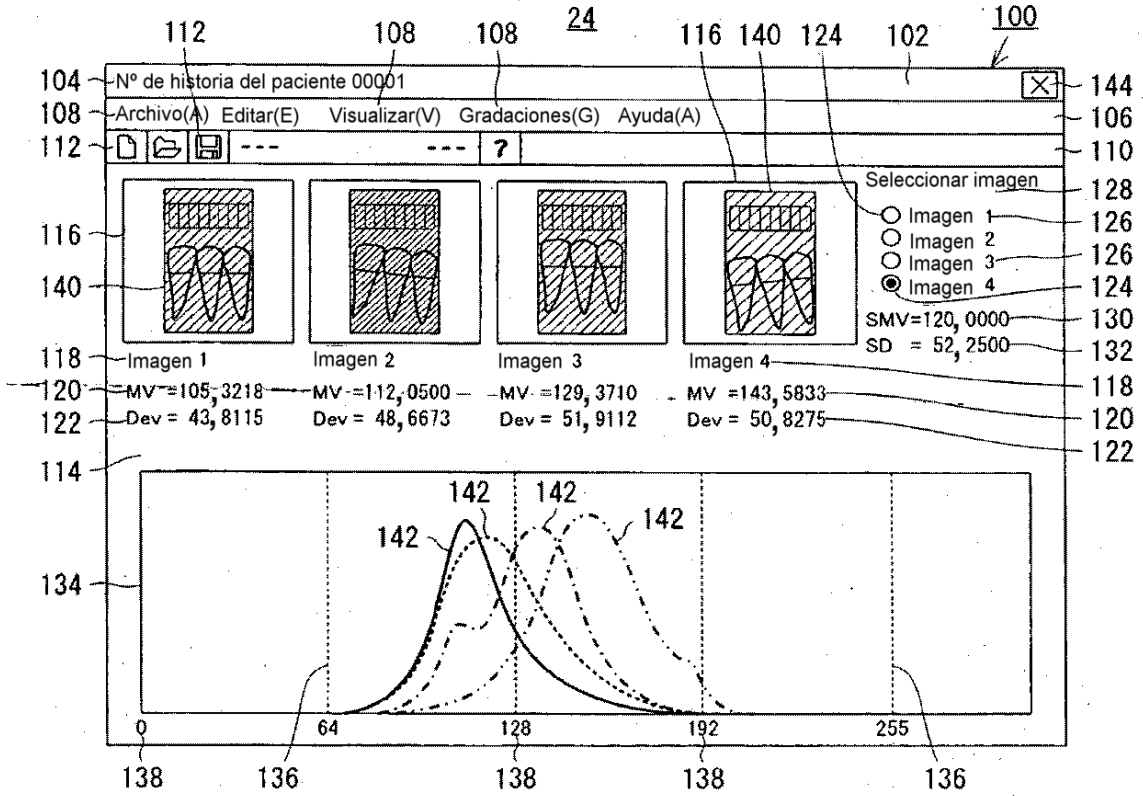 24
100
112 108 108 116 140 124 102
104 Nº de historia del paciente 00001 144
108 Archivo(A) Editar(E) Visualizar(V) Gradaciones(G) Ayuda(A) 106
112 --- --- ? 110
Seleccionar imagen 128
116 Imagen 1 126
Imagen 2
Imagen 3 126
140 Imagen 4 124
SMV=120,0000 130
SD = 52,2500 132
118 Imagen 1 Imagen 2 Imagen 3 Imagen 4 118
120 MV =105,3218 MV =112,0500 MV =129,3710 MV =143,5833 120
122 Dev = 43,8115 Dev = 48,6673 Dev = 51,9112 Dev = 50,8275 122
114
142 142
142 142
134
0 64 128 192 255
138 136 138 138 136